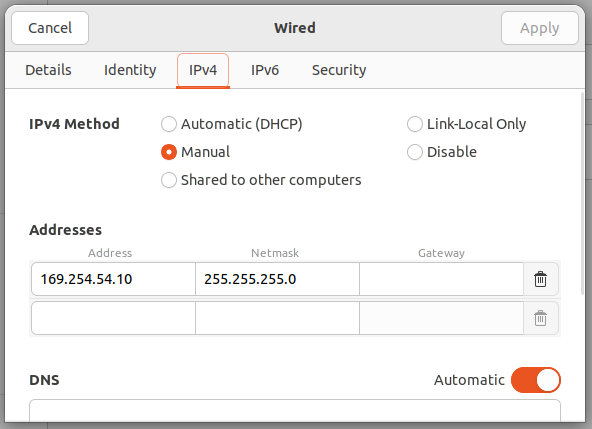 Cancel Wired Apply
Details Identity IPv4 IPv6 Security
IPv4 Method Automatic (DHCP) Link-Local Only
Manual Disable
Shared to other computers
Addresses
Address Netmask Gateway
169.254.54.10 255.255.255.0
DNS Automatic